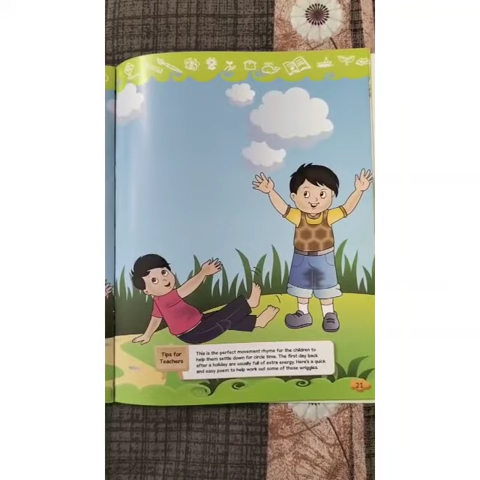 Tips for
Teachers
This is the perfect movement rhyme for the children to
help them settle down for circle time. The first day back
after a holiday are usually full of extra energy. Here's a quick
and easy poem to help work out some of those wriggles.
21